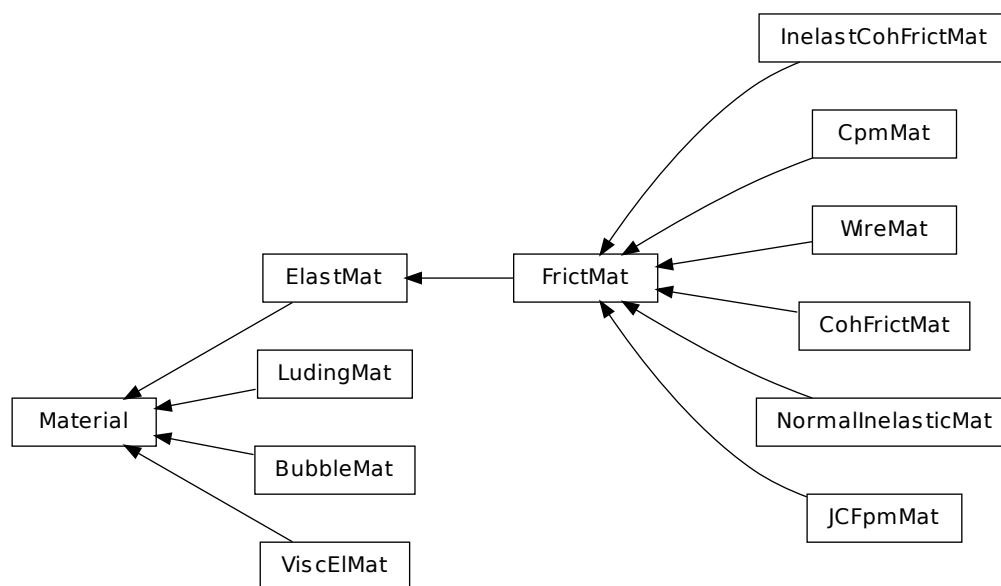 InelastCohFrictMat
CpmMat
WireMat
ElastMat
FrictMat
CohFrictMat
LudingMat
Material
NormalInelasticMat
BubbleMat
JCFpmMat
ViscElMat